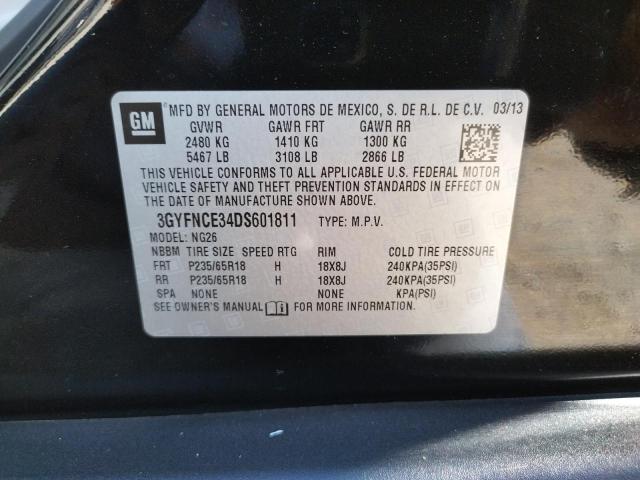 GM ®MFD BY GENERAL MOTORS DE MEXICO, S. DE R.L. DE C.V. 03/13
GVWR GAWR FRT GAWR RR
2480 KG 1410 KG 1300 KG
5467 LB 3108 LB 2866 LB
THIS VEHICLE CONFORMS TO ALL APPLICABLE U.S. FEDERAL MOTOR
VEHICLE SAFETY AND THEFT PREVENTION STANDARDS IN EFFECT ON
THE DATE OF MANUFACTURE SHOWN ABOVE.
3GYFNCE34DS601811 TYPE: M.P.V.
MODEL: NG26
NBBM TIRE SIZE SPEED RTG RIM COLD TIRE PRESSURE
FRT P235/65R18 H 18X8J 240KPA(35PSI)
RR P235/65R18 H 18X8J 240KPA(35PSI)
SPA NONE NONE KPA(PSI)
SEE OWNER'S MANUAL FOR MORE INFORMATION.